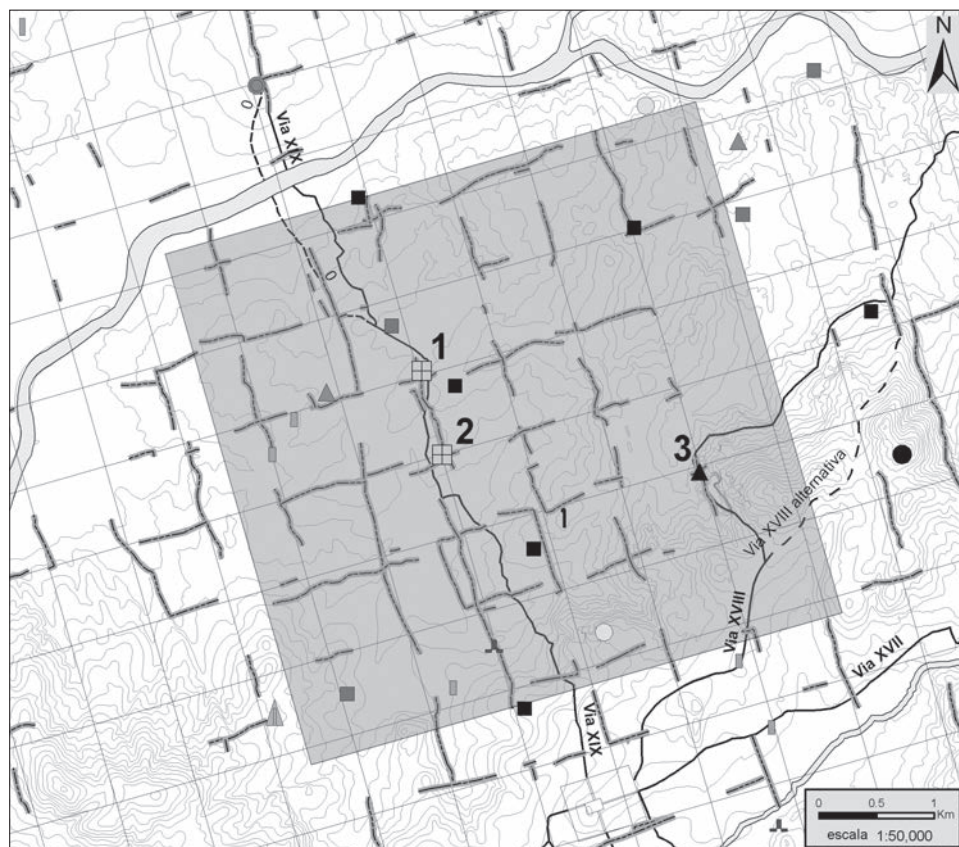 N
Via XIX
0
0
1
2
3
1
Via XVIII alternativa
Via XVIII
Via XVII
Via XIX
0 0.5 1
Km
escala 1:50,000